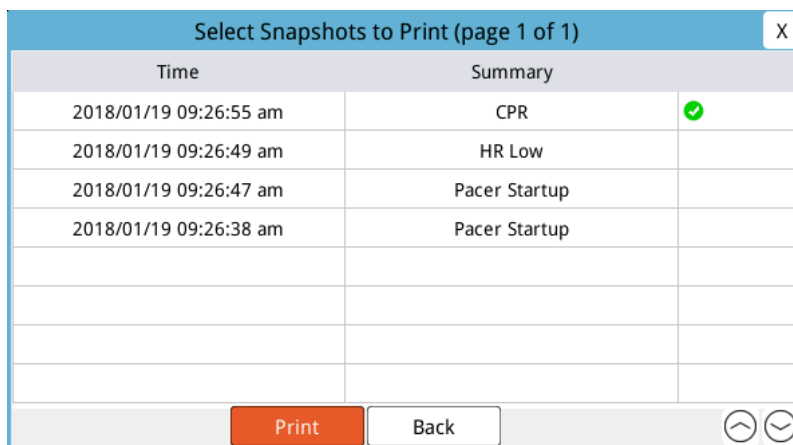 Select Snapshots to Print (page 1 of 1) X
Time Summary
2018/01/19 09:26:55 am CPR
2018/01/19 09:26:49 am HR Low
2018/01/19 09:26:47 am Pacer Startup
2018/01/19 09:26:38 am Pacer Startup
Print Back